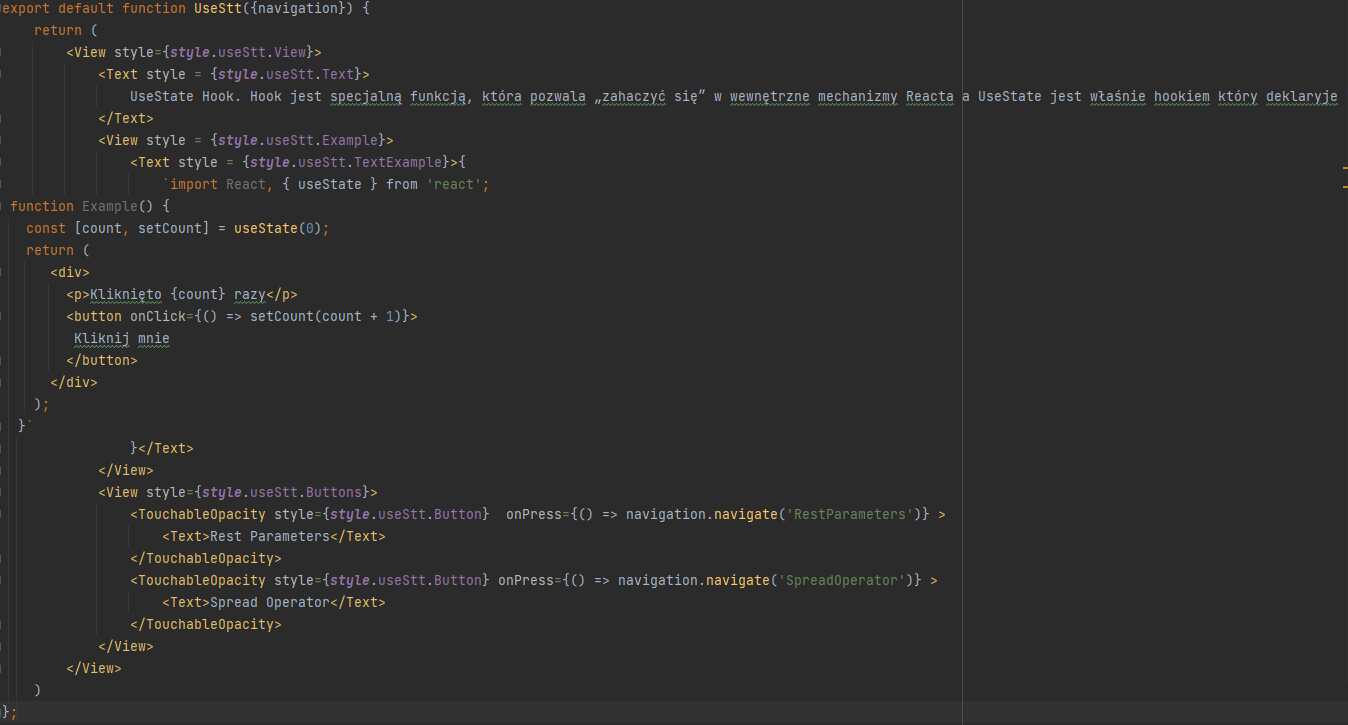 export default function UseStt({navigation}) {
    return (
        <View style={style.useStt.View}>
            <Text style = {style.useStt.Text}>
                UseState Hook. Hook jest specjalną funkcją, która pozwala „zahaczyć się” w wewnętrzne mechanizmy Reacta a UseState jest właśnie hookiem który deklaryje
            </Text>
            <View style = {style.useStt.Example}>
                <Text style = {style.useStt.TextExample}>{
                    `import React, { useState } from 'react';
 function Example() {
   const [count, setCount] = useState(0);
   return (
      <div>
        <p>Kliknięto {count} razy</p>
        <button onClick={() => setCount(count + 1)}>
         Kliknij mnie
        </button>
      </div>
    );
  }`
                }</Text>
            </View>
            <View style={style.useStt.Buttons}>
                <TouchableOpacity style={style.useStt.Button}  onPress={() => navigation.navigate('RestParameters')} >
                    <Text>Rest Parameters</Text>
                </TouchableOpacity>
                <TouchableOpacity style={style.useStt.Button} onPress={() => navigation.navigate('SpreadOperator')} >
                    <Text>Spread Operator</Text>
                </TouchableOpacity>
            </View>
        </View>
    )
};